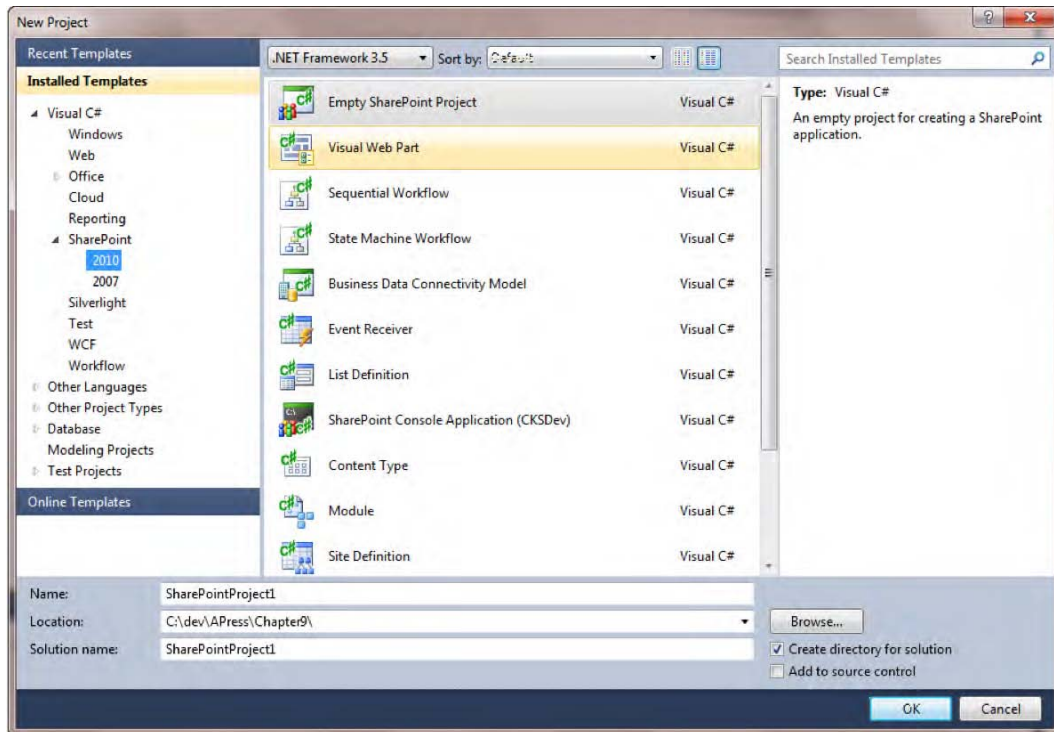 New Project
Recent Templates
Installed Templates
Visual C#
Windows
Web
Office
Cloud
Reporting
SharePoint
2010
2007
Silverlight
Test
WCF
Workflow
Other Languages
Other Project Types
Database
Modeling Projects
Test Projects
Online Templates
.NET Framework 3.5 Sort by: Default
Empty SharePoint Project Visual C#
Visual Web Part Visual C#
Sequential Workflow Visual C#
State Machine Workflow Visual C#
Business Data Connectivity Model Visual C#
Event Receiver Visual C#
List Definition Visual C#
SharePoint Console Application (CKSDev) Visual C#
Content Type Visual C#
Module Visual C#
Site Definition Visual C#
Search Installed Templates
Type: Visual C#
An empty project for creating a SharePoint
application.
Name: SharePointProject1
Location: C:\dev\APress\Chapter9\
Solution name: SharePointProject1
Browse...
Create directory for solution
Add to source control
OK Cancel